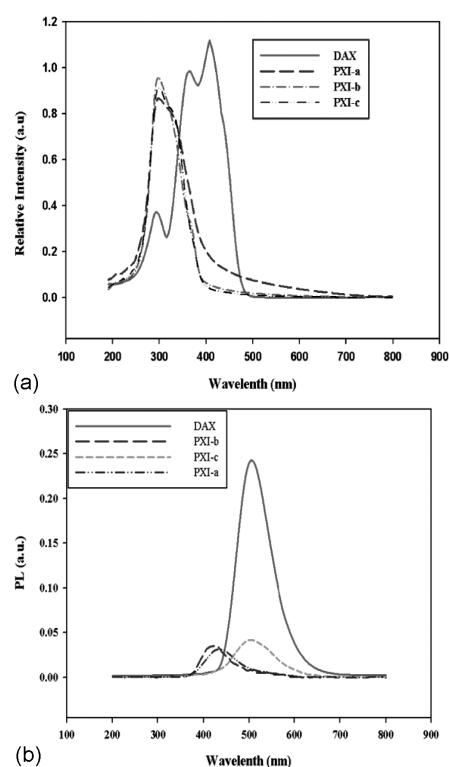 1.2
1.0
0.8
0.6
0.4
0.2
0.0
Relative Intensity (a.u)
DAX
PXI-a
PXI-b
PXI-c
100 200 300 400 500 600 700 800 900
Wavelenth (nm)
(a)
0.30
0.25
0.20
0.15
0.10
0.05
0.00
PL (a.u.)
DAX
PXI-b
PXI-c
PXI-a
100 200 300 400 500 600 700 800 900
Wavelenth (nm)
(b)